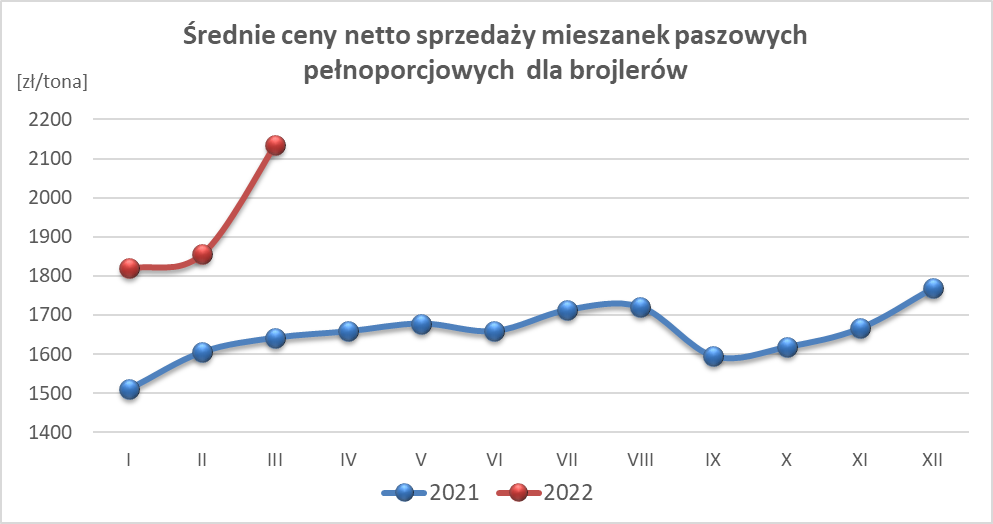 Średnie ceny netto sprzedaży mieszanek paszowych
pełnoporcjowych dla brojlerów
[zł/tona]
2200
2100
2000
1900
1800
1700
1600
1500
1400
I II III IV V VI VII VIII IX X XI XII
2021 2022